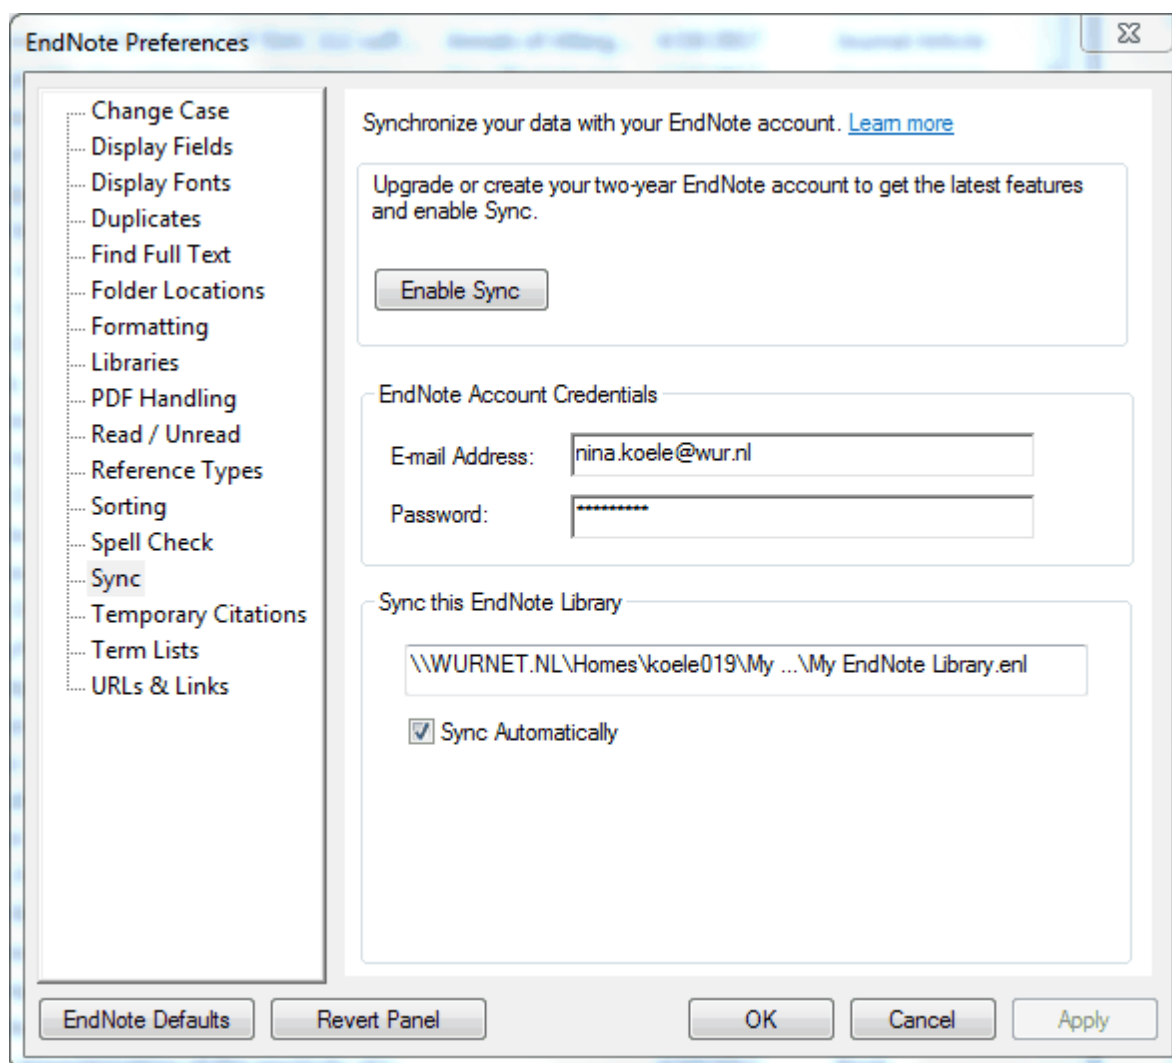 EndNote Preferences
Change Case
Display Fields
Display Fonts
Duplicates
Find Full Text
Folder Locations
Formatting
Libraries
PDF Handling
Read / Unread
Reference Types
Sorting
Spell Check
Sync
Temporary Citations
Term Lists
URLs & Links
Synchronize your data with your EndNote account. Learn more
Upgrade or create your two-year EndNote account to get the latest features
and enable Sync.
Enable Sync
EndNote Account Credentials
E-mail Address: nina.koele@wur.nl
Password: *********
Sync this EndNote Library
\\WURNET.NL\Homes\koele019\My ...\My EndNote Library.enl
Sync Automatically
EndNote Defaults Revert Panel OK Cancel Apply